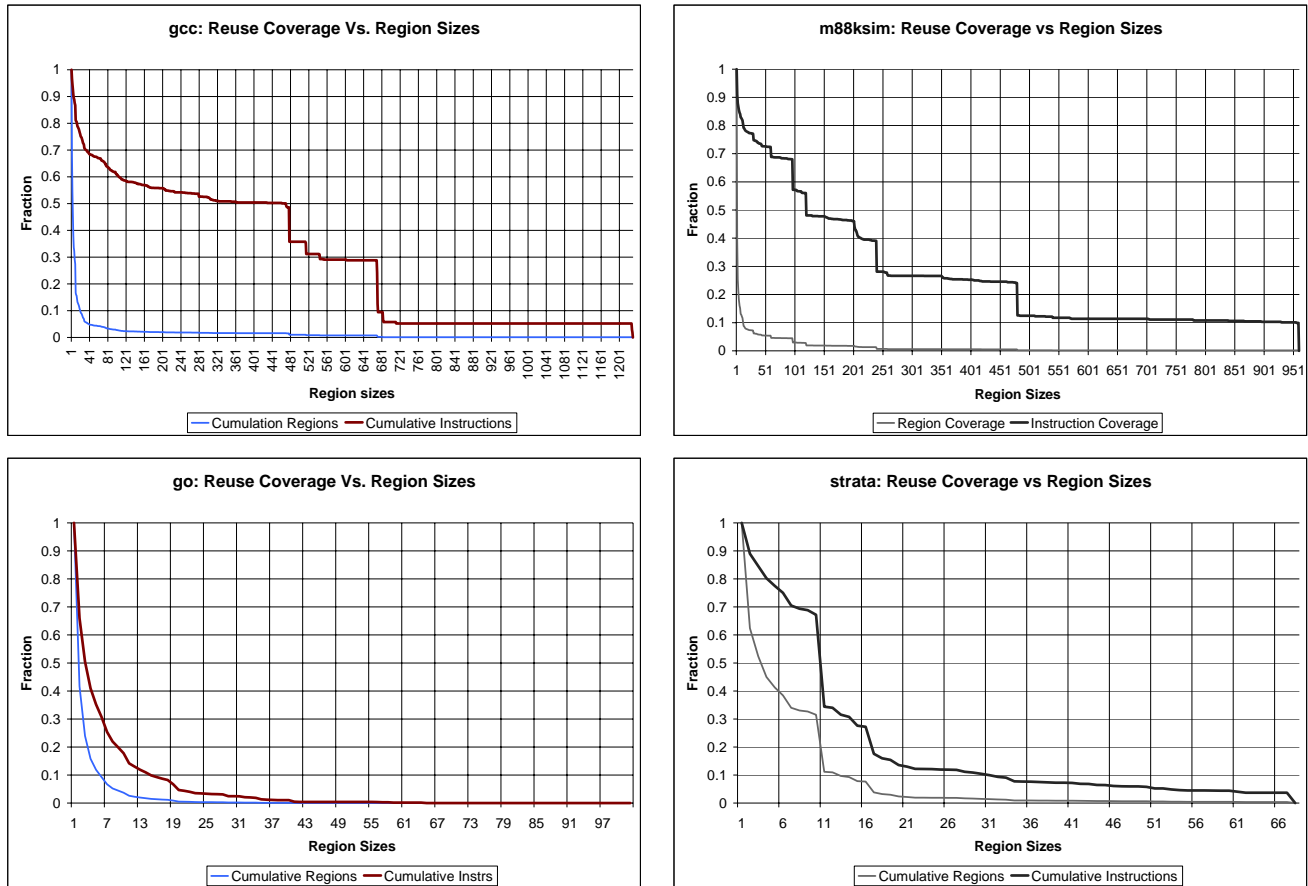 gcc: Reuse Coverage Vs. Region Sizes
1
0.9
0.8
0.7
0.6
0.5
0.4
0.3
0.2
0.1
0
Fraction
1 41 81 121 161 201 241 281 321 361 401 441 481 521 561 601 641 681 721 761 801 841 881 921 961 1001 1041 1081 1121 1161 1201
Region sizes
Cumulation Regions Cumulative Instructions
m88ksim: Reuse Coverage vs Region Sizes
1
0.9
0.8
0.7
0.6
0.5
0.4
0.3
0.2
0.1
0
Fraction
1 51 101 151 201 251 301 351 401 451 501 551 601 651 701 751 801 851 901 951
Region Sizes
Region Coverage Instruction Coverage
go: Reuse Coverage Vs. Region Sizes
1
0.9
0.8
0.7
0.6
0.5
0.4
0.3
0.2
0.1
0
Fraction
1 7 13 19 25 31 37 43 49 55 61 67 73 79 85 91 97
Region Sizes
Cumulative Regions Cumulative Instrs
strata: Reuse Coverage vs Region Sizes
1
0.9
0.8
0.7
0.6
0.5
0.4
0.3
0.2
0.1
0
Fraction
1 6 11 16 21 26 31 36 41 46 51 56 61 66
Region Sizes
Cumulative Regions Cumulative Instructions